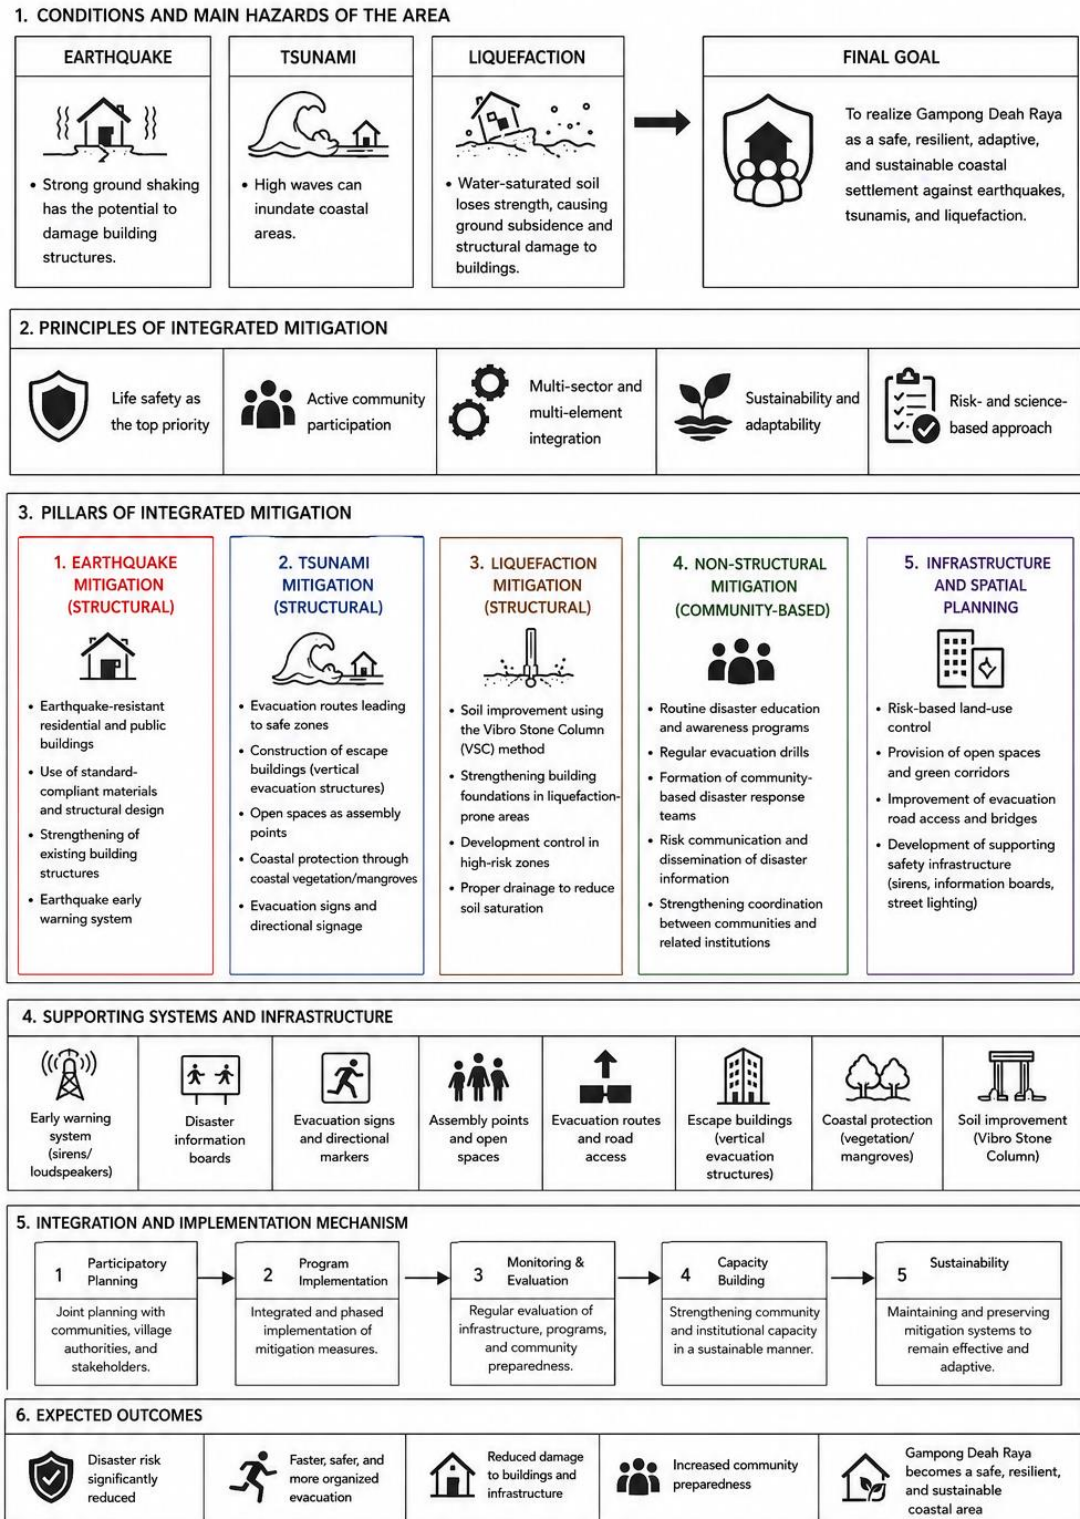 1. CONDITIONS AND MAIN HAZARDS OF THE AREA
EARTHQUAKE
• Strong ground shaking
has the potential to
damage building
structures.
TSUNAMI
• High waves can
inundate coastal
areas.
LIQUEFACTION
• Water-saturated soil
loses strength, causing
ground subsidence and
structural damage to
buildings.
FINAL GOAL
To realize Gampong Deah Raya
as a safe, resilient, adaptive,
and sustainable coastal
settlement against earthquakes,
tsunamis, and liquefaction.
2. PRINCIPLES OF INTEGRATED MITIGATION
Life safety as
the top priority
Active community
participation
Multi-sector and
multi-element
integration
Sustainability and
adaptability
Risk- and science-
based approach
3. PILLARS OF INTEGRATED MITIGATION
1. EARTHQUAKE
MITIGATION
(STRUCTURAL)
• Earthquake-resistant
residential and public
buildings
• Use of standard-
compliant materials
and structural design
• Strengthening of
existing building
structures
• Earthquake early
warning system
2. TSUNAMI
MITIGATION
(STRUCTURAL)
• Evacuation routes leading
to safe zones
• Construction of escape
buildings (vertical
evacuation structures)
• Open spaces as assembly
points
• Coastal protection through
coastal vegetation/mangroves
• Evacuation signs and
directional signage
3. LIQUEFACTION
MITIGATION
(STRUCTURAL)
• Soil improvement using
the Vibro Stone Column
(VSC) method
• Strengthening building
foundations in liquefaction-
prone areas
• Development control in
high-risk zones
• Proper drainage to reduce
soil saturation
4. NON-STRUCTURAL
MITIGATION
(COMMUNITY-BASED)
• Routine disaster education
and awareness programs
• Regular evacuation drills
• Formation of community-
based disaster response
teams
• Risk communication and
dissemination of disaster
information
• Strengthening coordination
between communities and
related institutions
5. INFRASTRUCTURE
AND SPATIAL
PLANNING
• Risk-based land-use
control
• Provision of open spaces
and green corridors
• Improvement of evacuation
road access and bridges
• Development of supporting
safety infrastructure
(sirens, information boards,
street lighting)
4. SUPPORTING SYSTEMS AND INFRASTRUCTURE
Early warning
system
(sirens/
loudspeakers)
Disaster
information
boards
Evacuation signs
and directional
markers
Assembly points
and open
spaces
Evacuation routes
and road
access
Escape buildings
(vertical
evacuation
structures)
Coastal protection
(vegetation/
mangroves)
Soil improvement
(Vibro Stone
Column)
5. INTEGRATION AND IMPLEMENTATION MECHANISM
1 Participatory
Planning
Joint planning with
communities, village
authorities, and
stakeholders.
2 Program
Implementation
Integrated and phased
implementation of
mitigation measures.
3 Monitoring &
Evaluation
Regular evaluation of
infrastructure, programs,
and community
preparedness.
4 Capacity
Building
Strengthening community
and institutional capacity
in a sustainable manner.
5 Sustainability
Maintaining and preserving
mitigation systems to
remain effective and
adaptive.
6. EXPECTED OUTCOMES
Disaster risk
significantly
reduced
Faster, safer, and
more organized
evacuation
Reduced damage
to buildings and
infrastructure
Increased community
preparedness
Gampong Deah Raya
becomes a safe, resilient,
and sustainable
coastal area